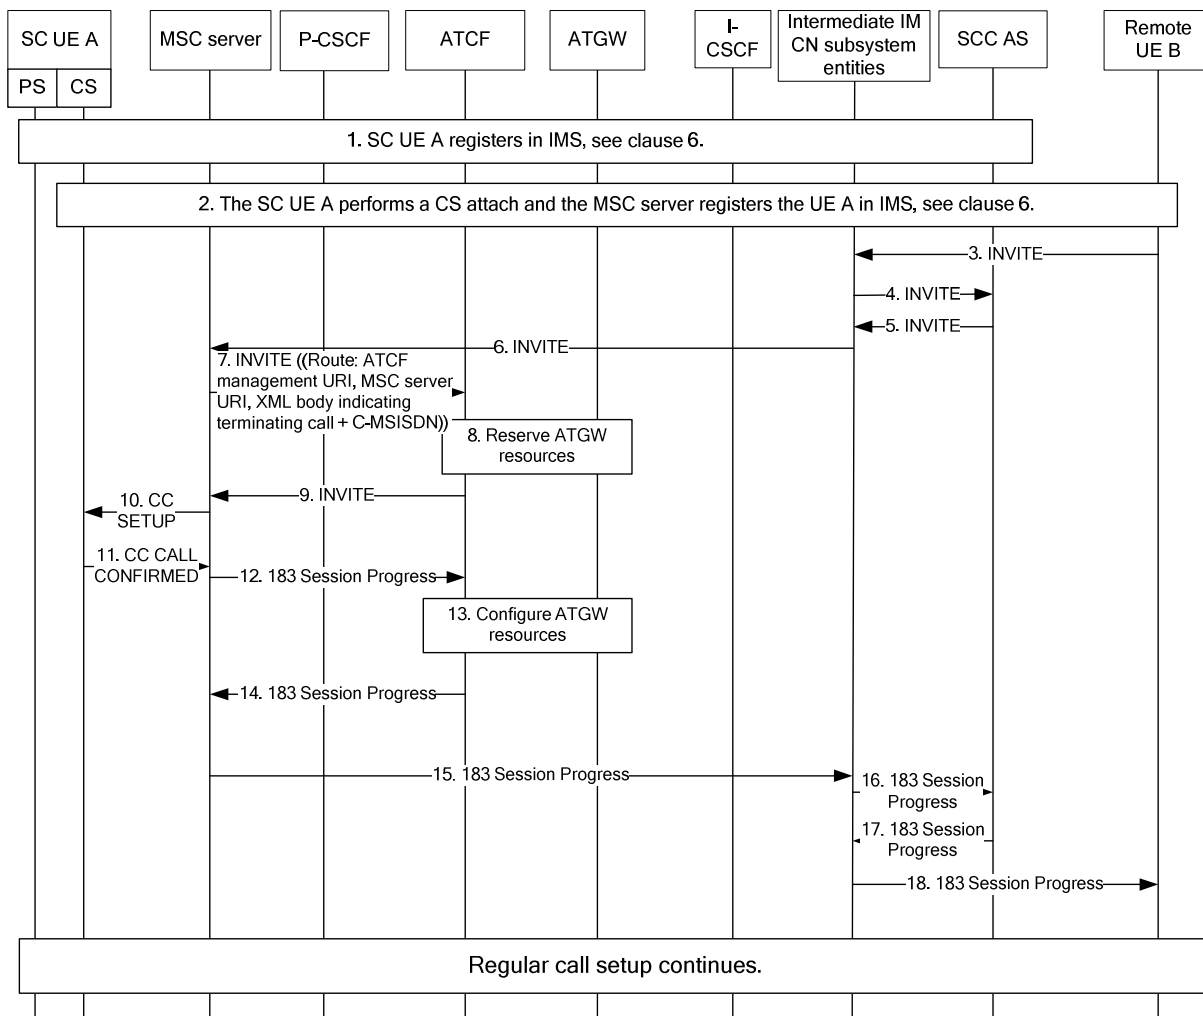 SC UE A
PS
CS
MSC server
P-CSCF
ATCF
ATGW
I-
CSCF
Intermediate IM
CN subsystem
entities
SCC AS
Remote
UE B
1. SC UE A registers in IMS, see clause 6.
2. The SC UE A performs a CS attach and the MSC server registers the UE A in IMS, see clause 6.
3. INVITE
4. INVITE
5. INVITE
6. INVITE
7. INVITE ((Route: ATCF
management URI, MSC server
URI, XML body indicating
terminating call + C-MSISDN))
8. Reserve ATGW
resources
9. INVITE
10. CC
SETUP
11. CC CALL
CONFIRMED
12. 183 Session Progress
13. Configure ATGW
resources
14. 183 Session Progress
15. 183 Session Progress
16. 183 Session
Progress
17. 183 Session
Progress
18. 183 Session Progress
Regular call setup continues.